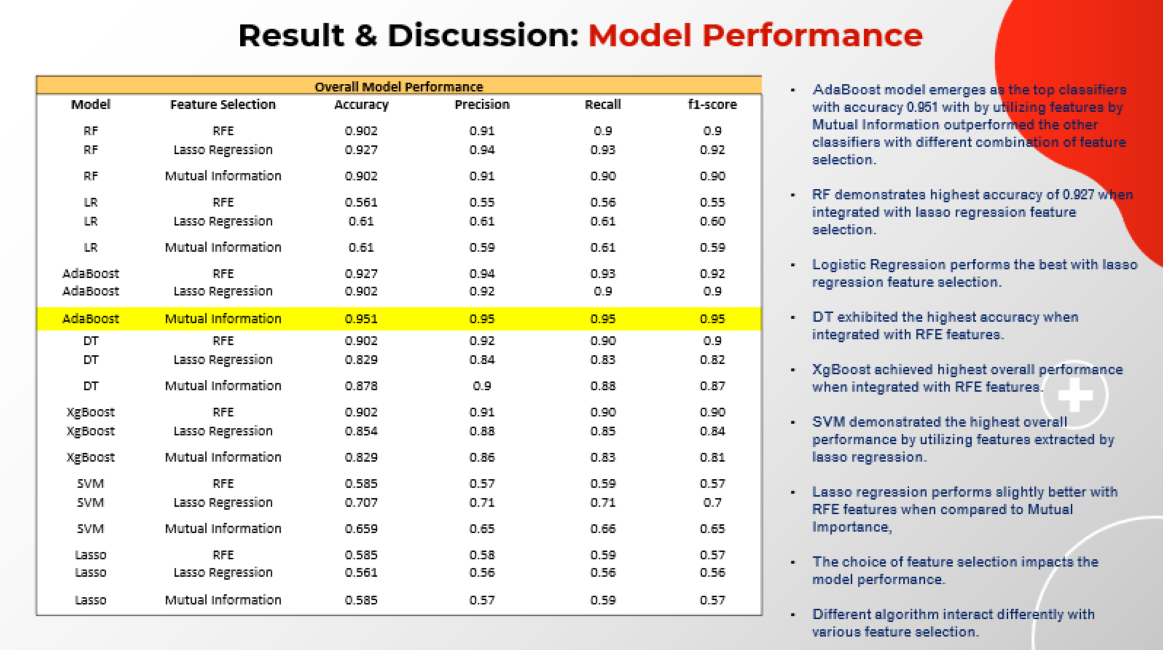 Result & Discussion: Model Performance
Overall Model Performance
Model Feature Selection Accuracy Precision Recall f1-score
RF RFE 0.902 0.91 0.9 0.9
RF Lasso Regression 0.927 0.94 0.93 0.92
RF Mutual Information 0.902 0.91 0.90 0.90
LR RFE 0.561 0.55 0.56 0.55
LR Lasso Regression 0.61 0.61 0.61 0.60
LR Mutual Information 0.61 0.59 0.61 0.59
AdaBoost RFE 0.927 0.94 0.93 0.92
AdaBoost Lasso Regression 0.902 0.92 0.9 0.9
AdaBoost Mutual Information 0.951 0.95 0.95 0.95
DT RFE 0.902 0.92 0.90 0.9
DT Lasso Regression 0.829 0.84 0.83 0.82
DT Mutual Information 0.878 0.9 0.88 0.87
XgBoost RFE 0.902 0.91 0.90 0.90
XgBoost Lasso Regression 0.854 0.88 0.85 0.84
XgBoost Mutual Information 0.829 0.86 0.83 0.81
SVM RFE 0.585 0.57 0.59 0.57
SVM Lasso Regression 0.707 0.71 0.71 0.7
SVM Mutual Information 0.659 0.65 0.66 0.65
Lasso RFE 0.585 0.58 0.59 0.57
Lasso Lasso Regression 0.561 0.56 0.56 0.56
Lasso Mutual Information 0.585 0.57 0.59 0.57
▪ AdaBoost model emerges as the top classifiers
with accuracy 0.951 with by utilizing features by
Mutual Information outperformed the other
classifiers with different combination of feature
selection.
▪ RF demonstrates highest accuracy of 0.927 when
integrated with lasso regression feature
selection.
▪ Logistic Regression performs the best with lasso
regression feature selection.
▪ DT exhibited the highest accuracy when
integrated with RFE features.
▪ XgBoost achieved highest overall performance
when integrated with RFE features.
▪ SVM demonstrated the highest overall
performance by utilizing features extracted by
lasso regression.
▪ Lasso regression performs slightly better with
RFE features when compared to Mutual
Importance,
▪ The choice of feature selection impacts the
model performance.
▪ Different algorithm interact differently with
various feature selection.